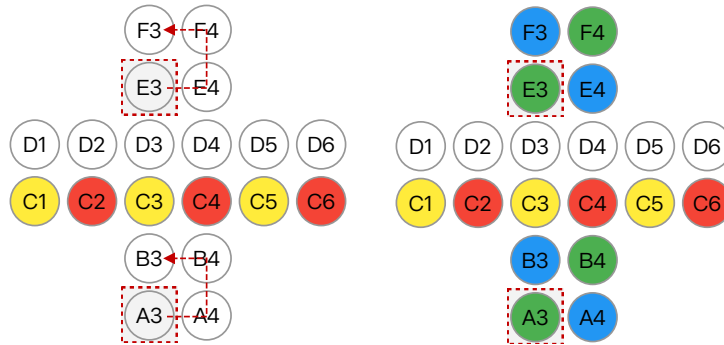 F3 F4
E3 E4
D1 D2 D3 D4 D5 D6
C1 C2 C3 C4 C5 C6
B3 B4
A3 A4
F3 F4
E3 E4
D1 D2 D3 D4 D5 D6
C1 C2 C3 C4 C5 C6
B3 B4
A3 A4